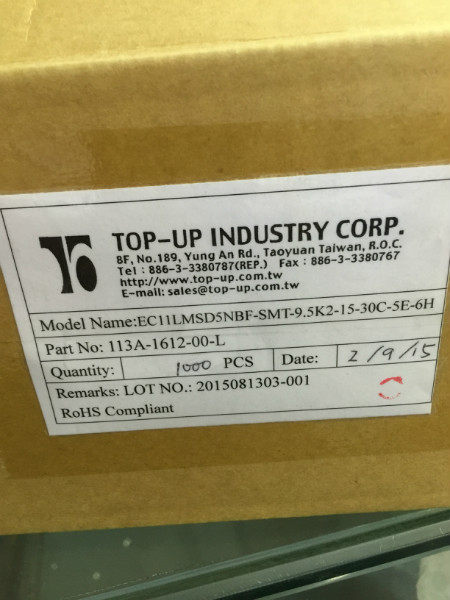 TOP-UP INDUSTRY CORP.
8F, No.189, Yung An Rd., Taoyuan Taiwan, R.O.C.
Tel : 886-3-3380787(REP.) Fax : 886-3-3380767
http://www.top-up.com.tw
E-mail: sales@top-up.com.tw
Model Name:EC11LMSD5NBF-SMT-9.5K2-15-30C-5E-6H
Part No: 113A-1612-00-L
Quantity: 1000 PCS Date: 2/9/15
Remarks: LOT NO.: 2015081303-001
RoHS Compliant